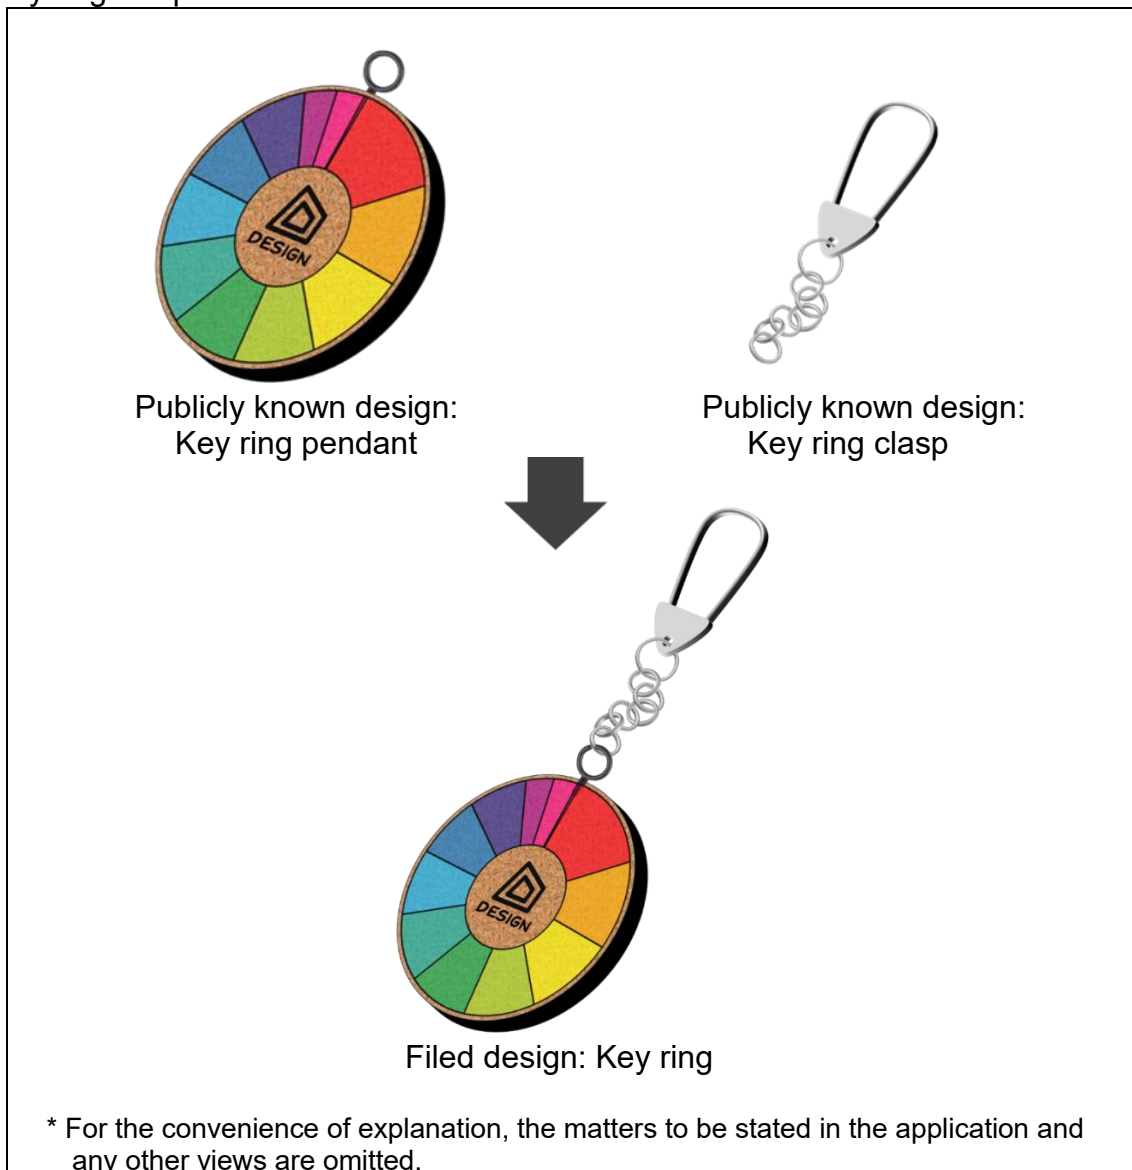 DESIGN
Publicly known design:
Key ring pendant
Publicly known design:
Key ring clasp
DESIGN
Filed design: Key ring
* For the convenience of explanation, the matters to be stated in the application and
any other views are omitted.